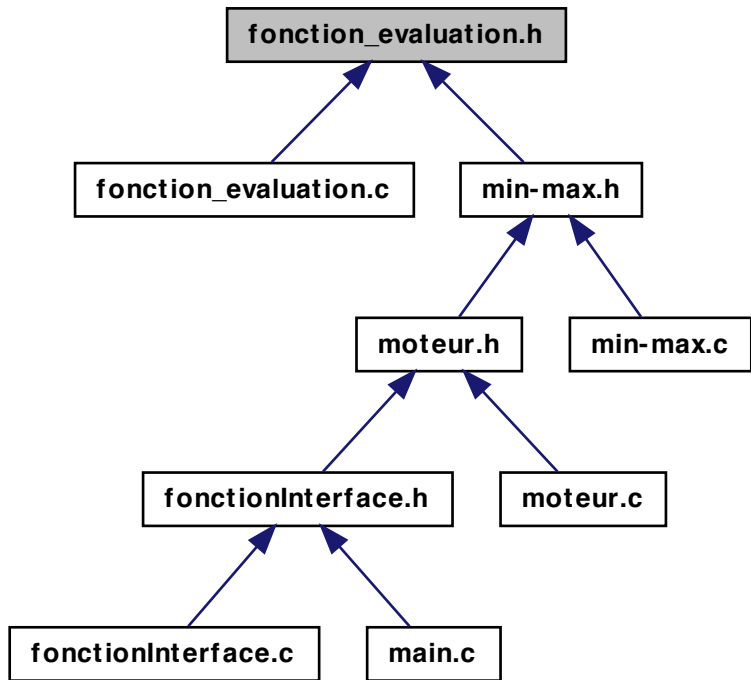 fonction_evaluation.h
fonction_evaluation.c
min-max.h
moteur.h
min-max.c
fonctionInterface.h
moteur.c
fonctionInterface.c
main.c